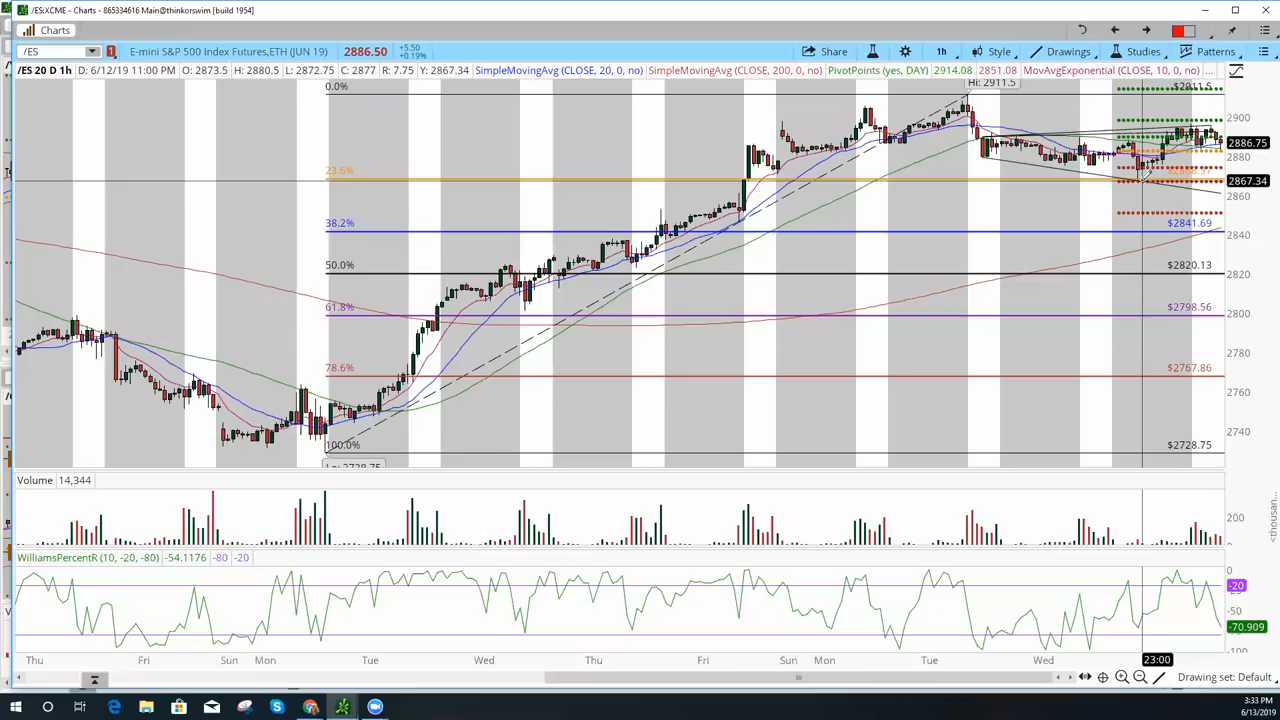 /ES:XCME - Charts - 865334616 Main@thinkorswim [build 1954]
Charts
/ES E-mini S&P 500 Index Futures,ETH (JUN 19) 2886.50 +5.50 +0.19% Share 1h Style Drawings Studies Patterns
/ES 20 D 1h D: 6/12/19 11:00 PM O: 2873.5 H: 2880.5 L: 2872.75 C: 2877 R: 7.75 Y: 2867.34 SimpleMovingAvg (CLOSE, 20, 0, no) SimpleMovingAvg (CLOSE, 200, 0, no) PivotPoints (yes, DAY) 2914.08 2851.08 MovAvgExponential (CLOSE, 10, 0, no) ...
0.0% Hi: 2911.5 $2911.5
2900
2886.75
2880
23.6% 2867.34
2860
38.2% $2841.69
2840
50.0% $2820.13
2820
61.8% $2798.56
2800
2780
78.6% $2767.86
2760
2740
100.0% $2728.75
Lo: 2728.75
Volume 14,344
200
<thousan...
WilliamsPercentR (10, -20, -80) -54.1176 -80 -20
0
-20
-50
-70.909
-100
Thu Fri Sun Mon Tue Wed Thu Fri Sun Mon Tue Wed 23:00
Drawing set: Default
3:33 PM
6/13/2019